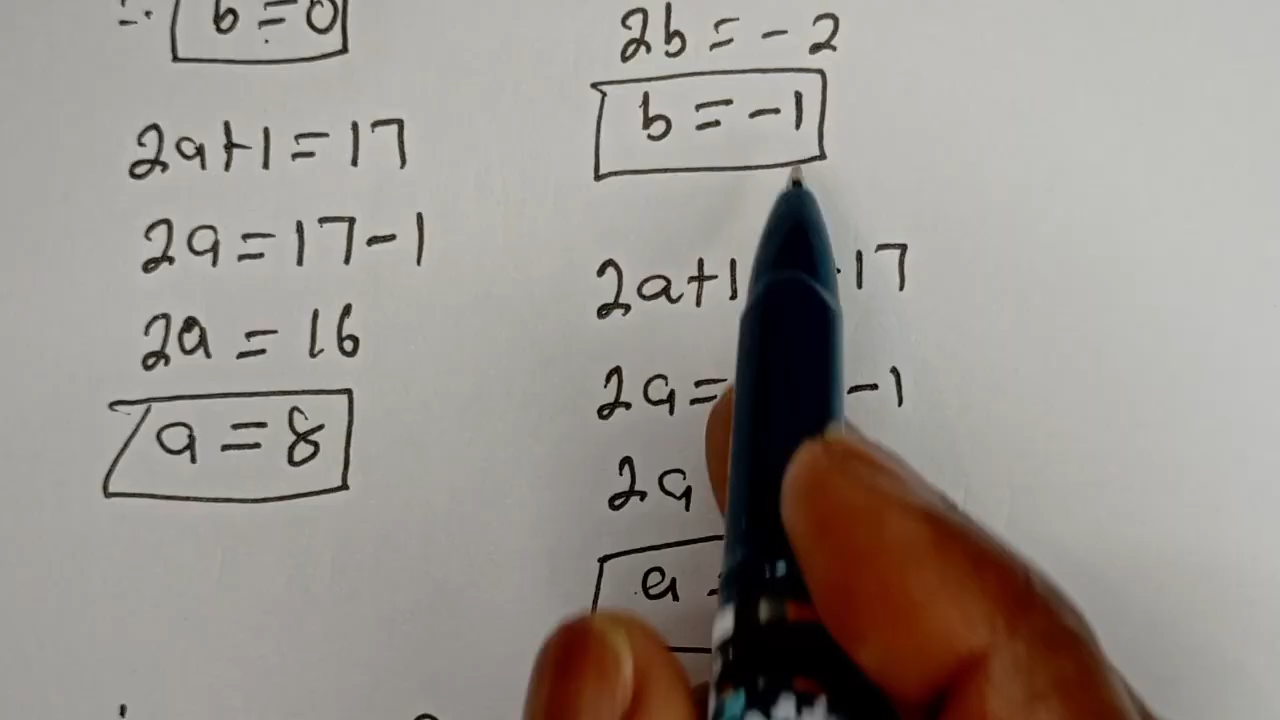 ∴ b = 0
2a+1 = 17
2a = 17-1
2a = 16
a = 8
2b = -2
b = -1
2a+1 17
2a = -1
2a
a =